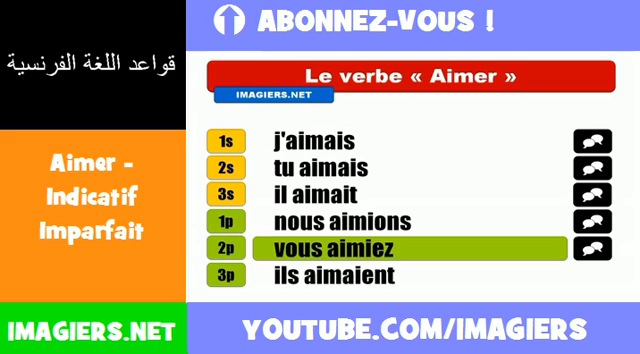 ABONNEZ-VOUS !
قواعد اللغة الفرنسية
Le verbe « Aimer »
IMAGIERS.NET
1s j'aimais
2s tu aimais
3s il aimait
1p nous aimions
2p vous aimiez
3p ils aimaient
Aimer -
Indicatif
Imparfait
IMAGIERS.NET
YOUTUBE.COM/IMAGIERS